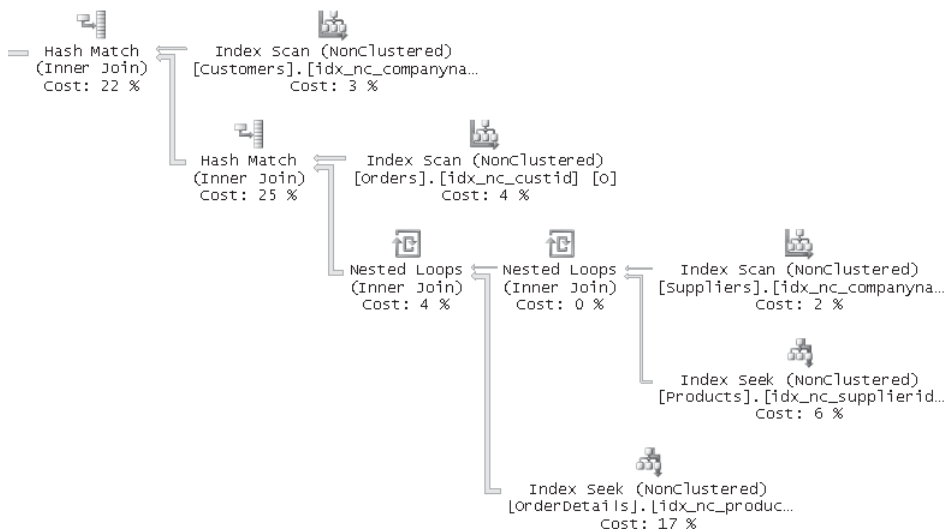 Hash Match
(Inner Join)
Cost: 22 %
Index Scan (NonClustered)
[Customers].[idx_nc_companyna...
Cost: 3 %
Hash Match
(Inner Join)
Cost: 25 %
Index Scan (NonClustered)
[Orders].[idx_nc_custid] [O]
Cost: 4 %
Nested Loops
(Inner Join)
Cost: 4 %
Nested Loops
(Inner Join)
Cost: 0 %
Index Scan (NonClustered)
[Suppliers].[idx_nc_companyna...
Cost: 2 %
Index Seek (NonClustered)
[Products].[idx_nc_supplierid...
Cost: 6 %
Index Seek (NonClustered)
[OrderDetails].[idx_nc_produc...
Cost: 17 %